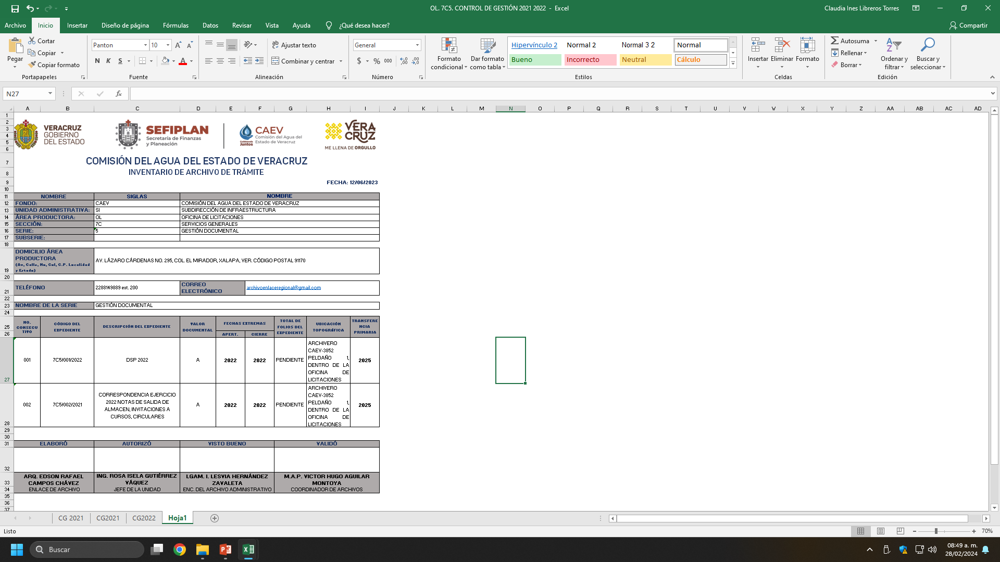 OL. 7C5. CONTROL DE GESTIÓN 2021 2022 - Excel
Claudia Ines Libreros Torres
Archivo Inicio Insertar Diseño de página Fórmulas Datos Revisar Vista Ayuda ¿Qué desea hacer? Compartir
Pegar
Cortar
Copiar
Copiar formato
Portapapeles
Panton 10
N K S
Fuente
Ajustar texto
Combinar y centrar
Alineación
General
$ % 000
Número
Formato condicional
Dar formato como tabla
Hipervínculo 2 Normal 2 Normal 3 2 Normal
Bueno Incorrecto Neutral Cálculo
Estilos
Insertar Eliminar Formato
Celdas
Autosuma
Rellenar
Borrar
Ordenar y filtrar
Buscar y seleccionar
Edición
N27
fx
A B C D E F G H I J K L M N O P Q R S T U V W X Y Z AA AB AC AD
VERACRUZ
GOBIERNO
DEL ESTADO
SEFIPLAN
Secretaría de Finanzas
y Planeación
CAEV
Comisión del Agua del
Estado de Veracruz
Juntos
VERA
CRUZ
ME LLENA DE ORGULLO
COMISIÓN DEL AGUA DEL ESTADO DE VERACRUZ
INVENTARIO DE ARCHIVO DE TRÁMITE
FECHA: 12/06/2023
NOMBRE SIGLAS NOMBRE
FONDO: CAEV COMISIÓN DEL AGUA DEL ESTADO DE VERACRUZ
UNIDAD ADMINISTRATIVA: SI SUBDIRECCIÓN DE INFRAESTRUCTURA
ÁREA PRODUCTORA: OL OFICINA DE LICITACIONES
SECCIÓN: 7C SERVICIOS GENERALES
SERIE: 5 GESTIÓN DOCUMENTAL
SUBSERIE:
DOMICILIO ÁREA
PRODUCTORA
(Av, Calle, No, Col, C.P. Localidad
y Estado)
AV. LÁZARO CÁRDENAS NO. 295, COL. EL MIRADOR, XALAPA, VER. CÓDIGO POSTAL 91170
TELÉFONO 2288149889 ext. 200
CORREO
ELECTRÓNICO
archivoenlaceregional@gmail.com
NOMBRE DE LA SERIE GESTIÓN DOCUMENTAL
NO.
CONSECU
TIVO
CÓDIGO DEL
EXPEDIENTE
DESCRIPCIÓN DEL EXPEDIENTE
VALOR
DOCUMENTAL
FECHAS EXTREMAS
APERT. CIERRE
TOTAL DE
FOLIOS DEL
EXPEDIENTE
UBICACIÓN
TOPOGRÁFICA
TRANSFERE
NCIA
PRIMARIA
001 7C5/001/2022 DSP 2022 A 2022 2022 PENDIENTE
ARCHIVERO
CAEV-3852
PELDAÑO 1,
DENTRO DE LA
OFICINA DE
LICITACIONES
2025
002 7C5/002/2021
CORRESPONDENCIA EJERCICIO
2022 NOTAS DE SALIDA DE
ALMACEN, INVITACIONES A
CURSOS, CIRCULARES
A 2022 2022 PENDIENTE
ARCHIVERO
CAEV-3852
PELDAÑO 1,
DENTRO DE LA
OFICINA DE
LICITACIONES
2025
ELABORÓ AUTORIZÓ VISTO BUENO VALIDÓ
ARQ. EDSON RAFAEL
CAMPOS CHÁVEZ
ENLACE DE ARCHIVO
ING. ROSA ISELA GUTIÉRREZ
VÁQUEZ
JEFE DE LA UNIDAD
LGAM. I. LESVIA HERNÁNDEZ
ZAVALETA
ENC. DEL ARCHIVO ADMINISTRATIVO
M.A.P. VICTOR HUGO AGUILAR
MONTOYA
COORDINADOR DE ARCHIVOS
CG 2021 CG2021 CG2022 Hoja1
Listo
70%
Buscar
08:49 a. m.
28/02/2024